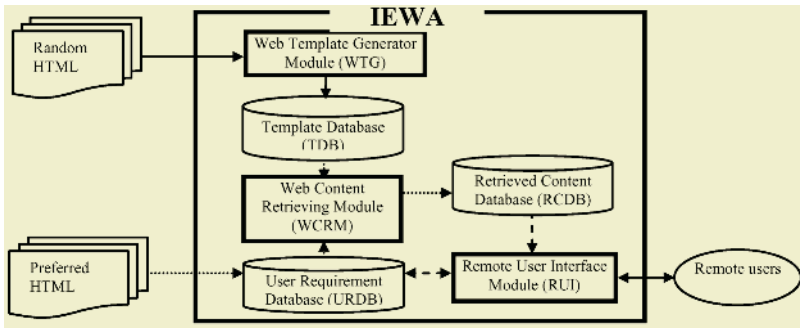 IEWA
Random
HTML
Web Template Generator
Module (WTG)
Template Database
(TDB)
Web Content
Retrieving Module
(WCRM)
Retrieved Content
Database (RCDB)
Preferred
HTML
User Requirement
Database (URDB)
Remote User Interface
Module (RUI)
Remote users